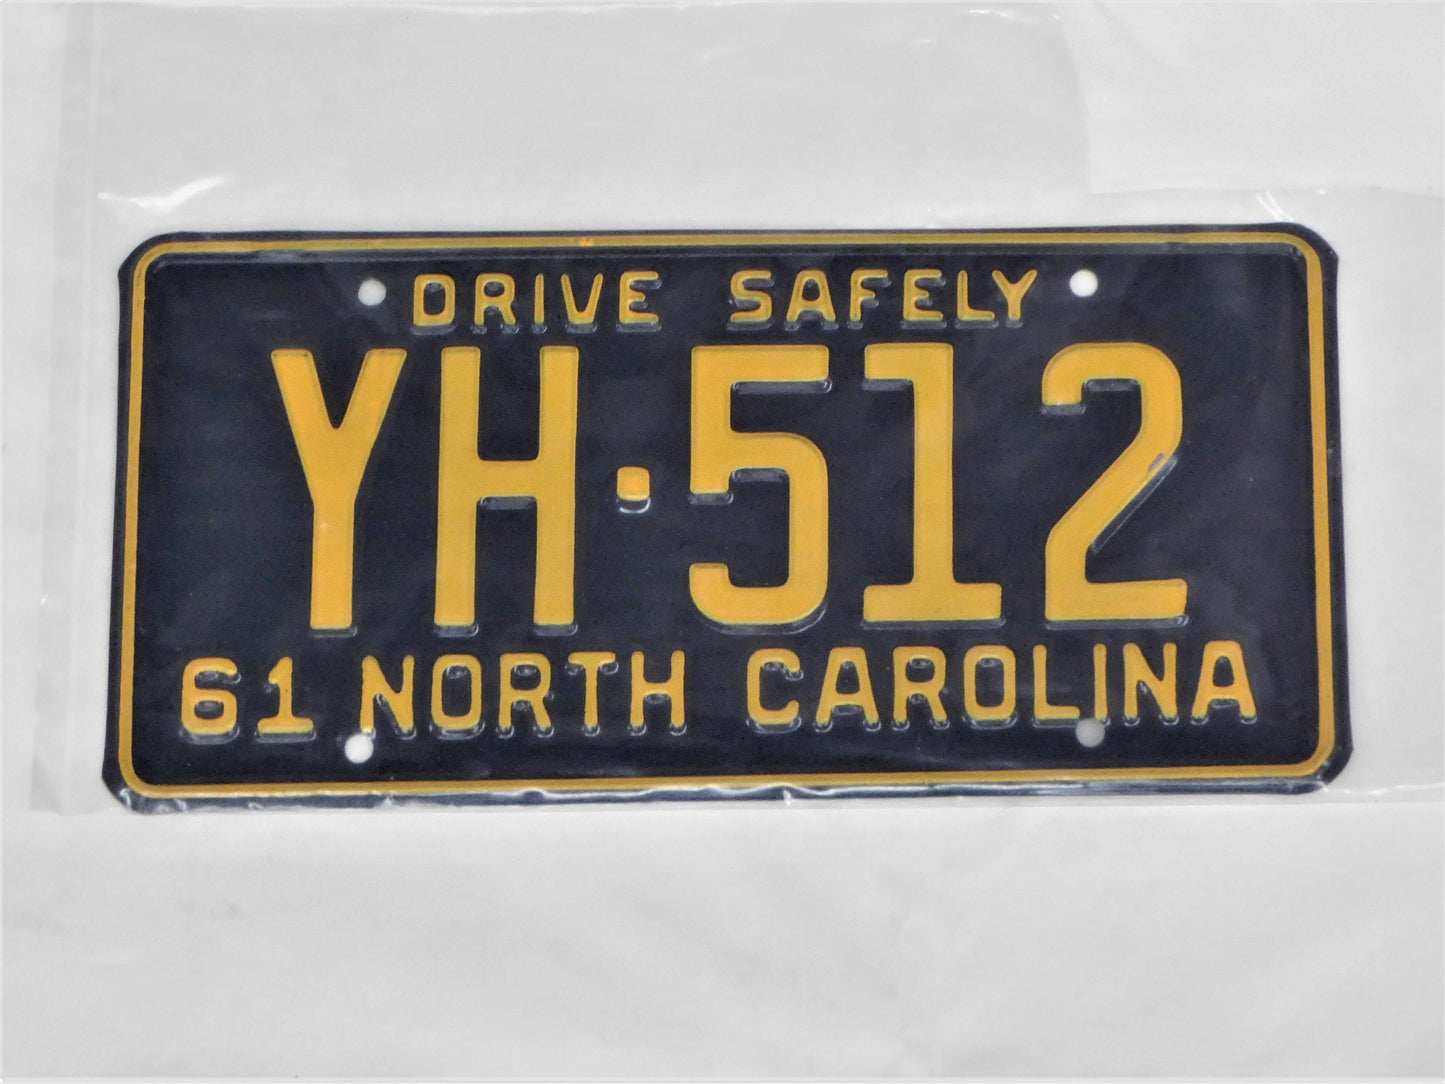 DRIVE SAFELY
YH·512
61 NORTH CAROLINA